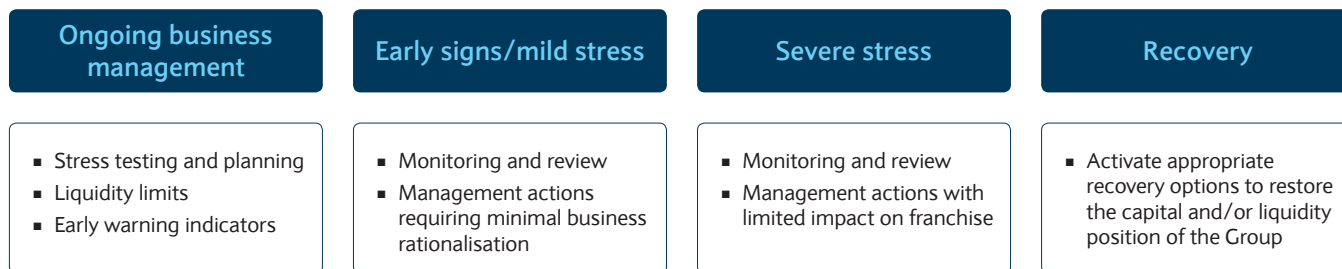 Ongoing business
management
Early signs/mild stress
Severe stress
Recovery
▪ Stress testing and planning
▪ Liquidity limits
▪ Early warning indicators
▪ Monitoring and review
▪ Management actions
requiring minimal business
rationalisation
▪ Monitoring and review
▪ Management actions with
limited impact on franchise
▪ Activate appropriate
recovery options to restore
the capital and/or liquidity
position of the Group